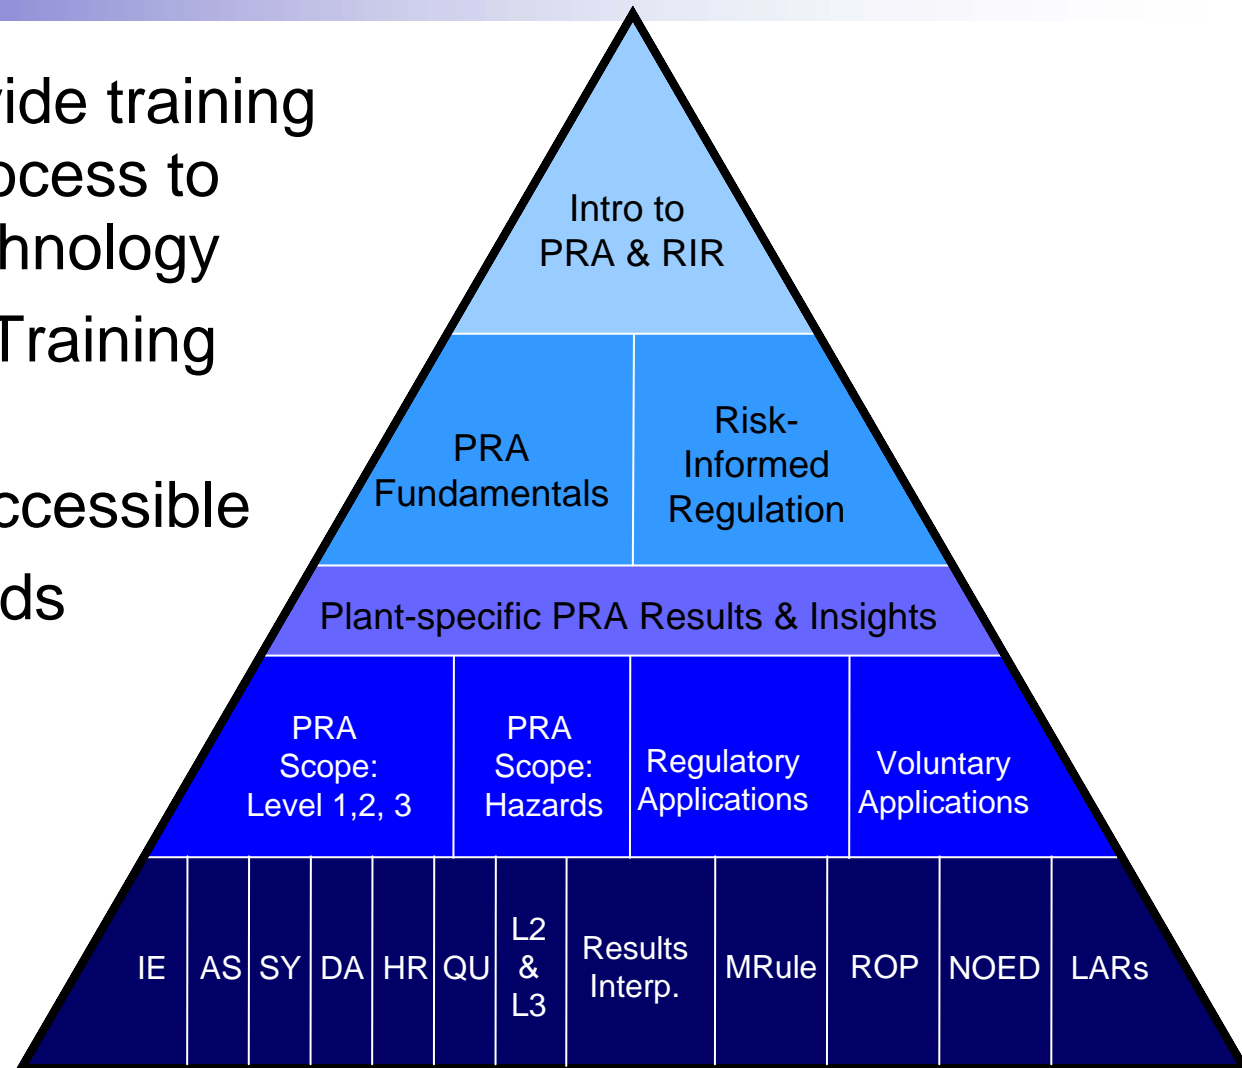 vide training
ocess to
chnology
Training
ccessible
ds
Intro to
PRA & RIR
PRA
Fundamentals
Risk-
Informed
Regulation
Plant-specific PRA Results & Insights
PRA
Scope:
Level 1,2, 3
PRA
Scope:
Hazards
Regulatory
Applications
Voluntary
Applications
IE
AS
SY
DA
HR
QU
L2
&
L3
Results
Interp.
MRule
ROP
NOED
LARs